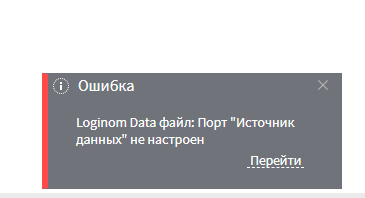 Ошибка
Loginom Data файл: Порт "Источник
данных" не настроен
Перейти